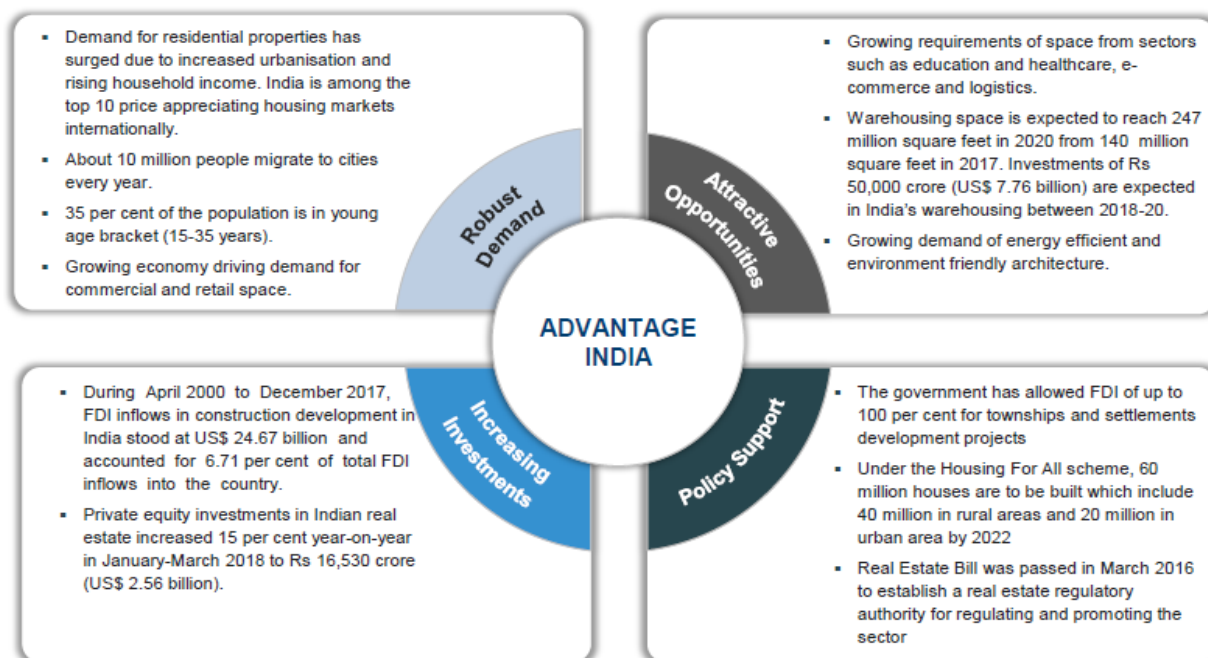 ▪ Demand for residential properties has
surged due to increased urbanisation and
rising household income. India is among the
top 10 price appreciating housing markets
internationally.
▪ About 10 million people migrate to cities
every year.
▪ 35 per cent of the population is in young
age bracket (15-35 years).
▪ Growing economy driving demand for
commercial and retail space.
Robust
Demand
▪ Growing requirements of space from sectors
such as education and healthcare, e-
commerce and logistics.
▪ Warehousing space is expected to reach 247
million square feet in 2020 from 140 million
square feet in 2017. Investments of Rs
50,000 crore (US$ 7.76 billion) are expected
in India's warehousing between 2018-20.
▪ Growing demand of energy efficient and
environment friendly architecture.
Attractive
Opportunities
ADVANTAGE
INDIA
▪ During April 2000 to December 2017,
FDI inflows in construction development in
India stood at US$ 24.67 billion and
accounted for 6.71 per cent of total FDI
inflows into the country.
▪ Private equity investments in Indian real
estate increased 15 per cent year-on-year
in January-March 2018 to Rs 16,530 crore
(US$ 2.56 billion).
Increasing
Investments
▪ The government has allowed FDI of up to
100 per cent for townships and settlements
development projects
▪ Under the Housing For All scheme, 60
million houses are to be built which include
40 million in rural areas and 20 million in
urban area by 2022
▪ Real Estate Bill was passed in March 2016
to establish a real estate regulatory
authority for regulating and promoting the
sector
Policy Support